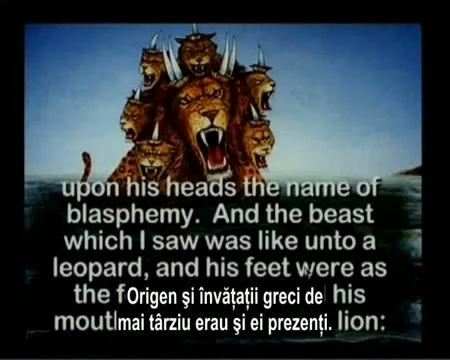 upon his heads the name of
blasphemy. And the beast
which I saw was like unto a
leopard, and his feet were as
the f his
Origen şi învăţaţii greci de
mout lion:
mai târziu erau şi ei prezenţi.